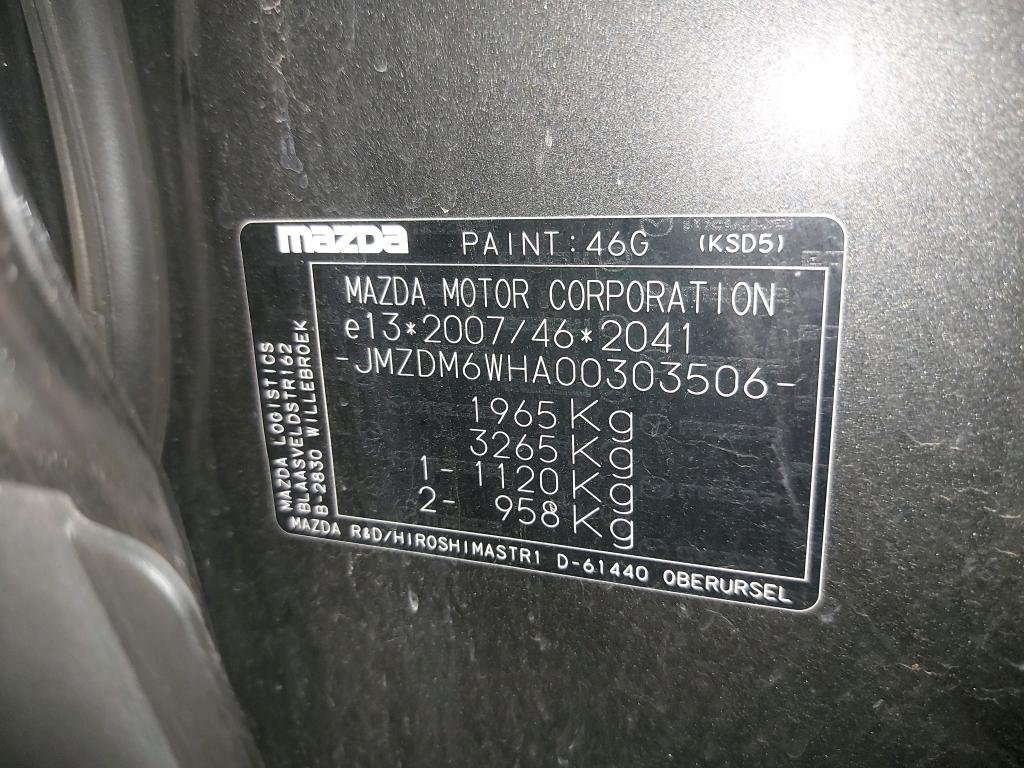 mazda PAINT: 46G (KSD5)
MAZDA MOTOR CORPORATION
e13*2007/46*2041
-JMZDM6WHA00303506-
1965 Kg
3265 Kg
1- 1120 Kg
2- 958 Kg
MAZDA LOGISTICS
BLAASVELDSTR162
B-2830 WILLEBROEK
MAZDA R&D/HIROSHIMASTR1 D-61440 OBERURSEL